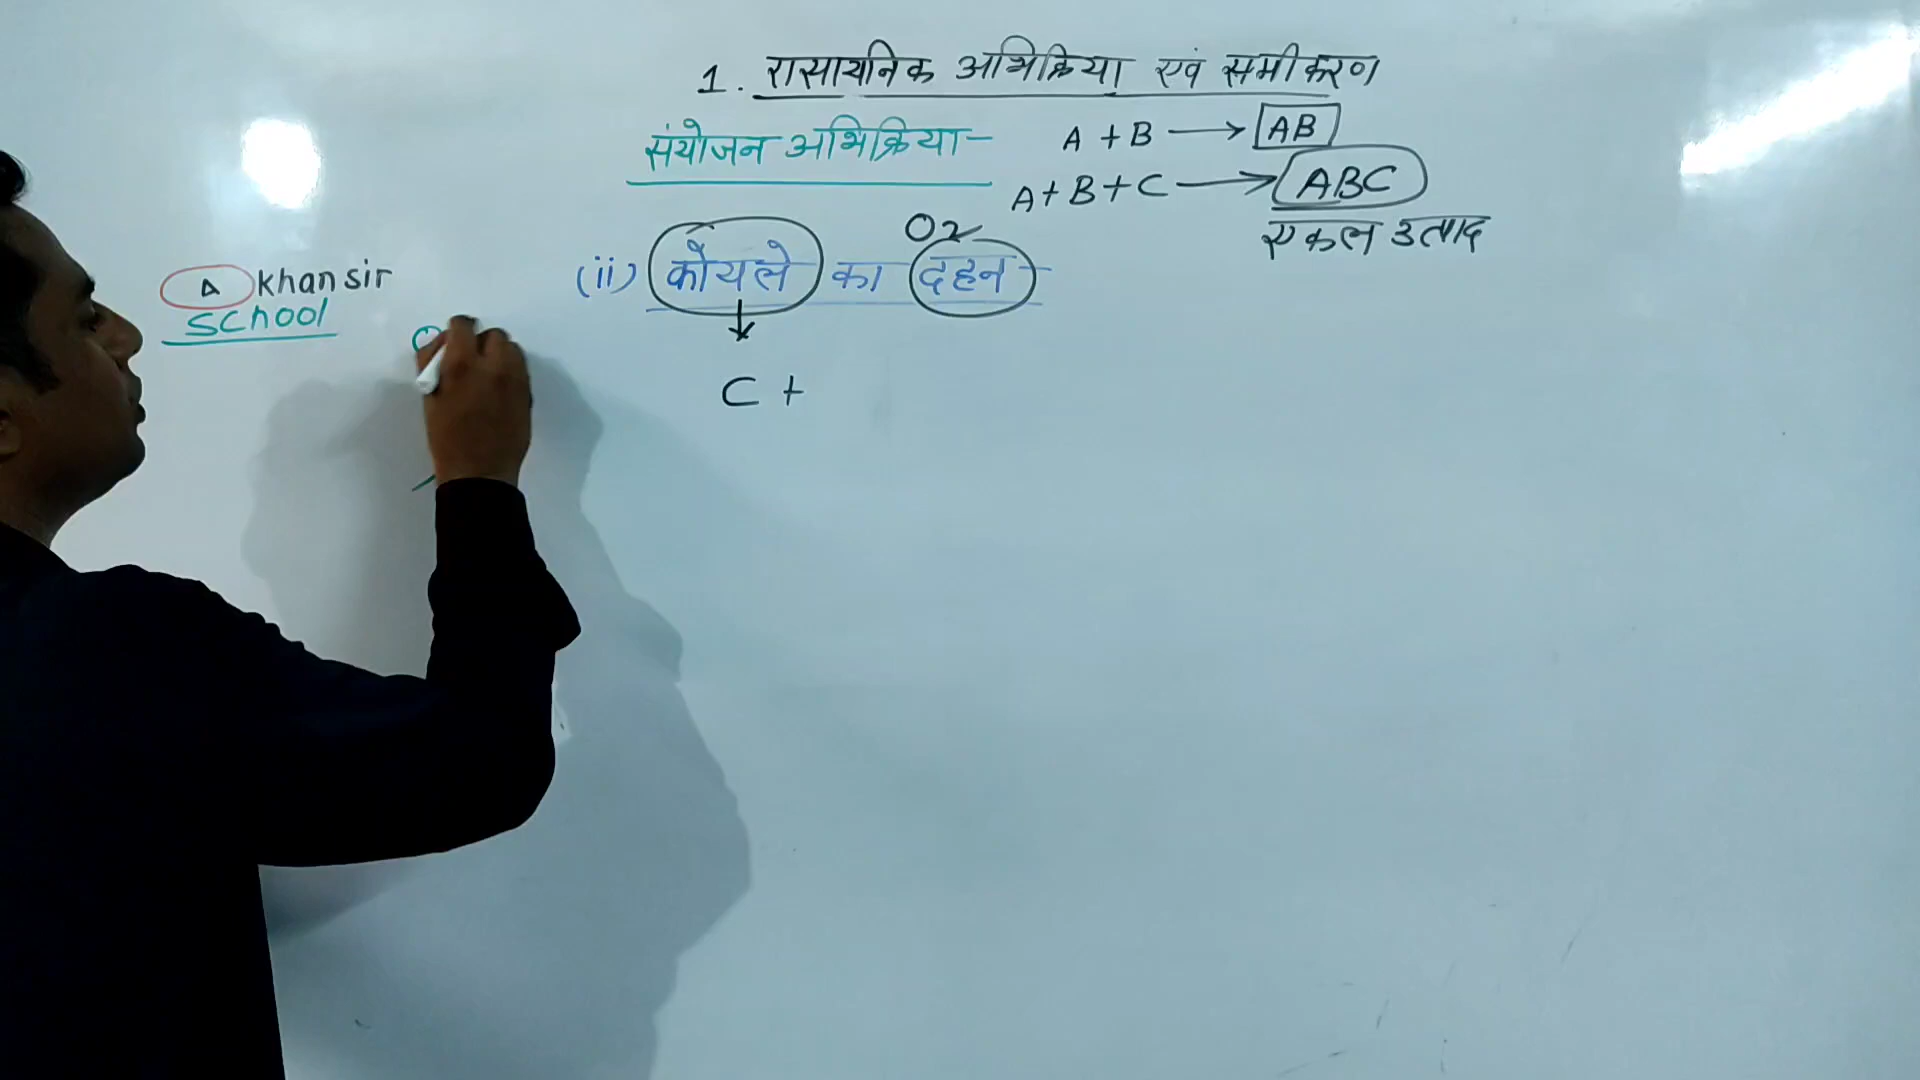 1. रासायनिक अभिक्रिया एवं समीकरण
संयोजन अभिक्रिया-
A + B ⟶ AB
A + B + C ⟶ ABC
एकल उत्पाद
A khan sir
School
O2
(ii) कोयले का दहन-
↓
C +